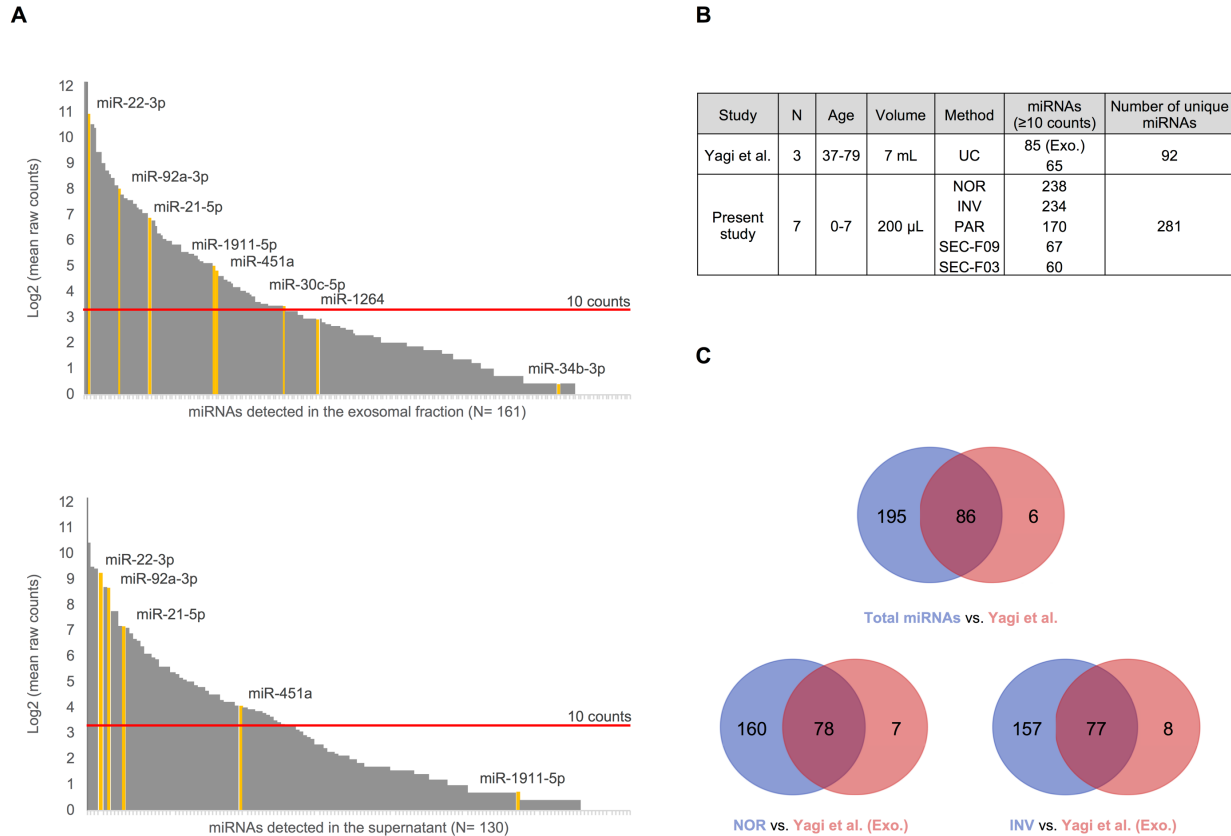 A
12
11
10
9
8
7
6
5
4
3
2
1
0
Log2 (mean raw counts)
miR-22-3p
miR-92a-3p
miR-21-5p
miR-1911-5p
miR-451a
miR-30c-5p
miR-1264
10 counts
miR-34b-3p
miRNAs detected in the exosomal fraction (N= 161)
12
11
10
9
8
7
6
5
4
3
2
1
0
Log2 (mean raw counts)
miR-22-3p
miR-92a-3p
miR-21-5p
miR-451a
10 counts
miR-1911-5p
miRNAs detected in the supernatant (N= 130)
B
Study N Age Volume Method miRNAs (≥10 counts) Number of unique miRNAs
Yagi et al. 3 37-79 7 mL UC 85 (Exo.) 92
65
Present study 7 0-7 200 µL NOR 238 281
INV 234
PAR 170
SEC-F09 67
SEC-F03 60
C
195 86 6
Total miRNAs vs. Yagi et al.
160 78 7
NOR vs. Yagi et al. (Exo.)
157 77 8
INV vs. Yagi et al. (Exo.)